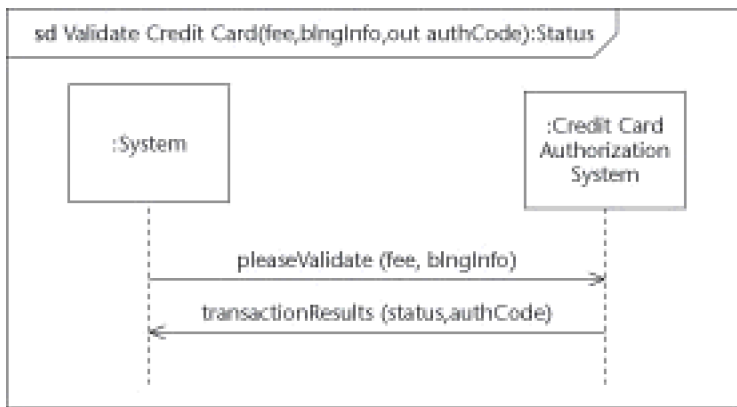 sd Validate Credit Card(fee,blngInfo,out authCode):Status
:System
:Credit Card
Authorization
System
pleaseValidate (fee, blngInfo)
transactionResults (status,authCode)